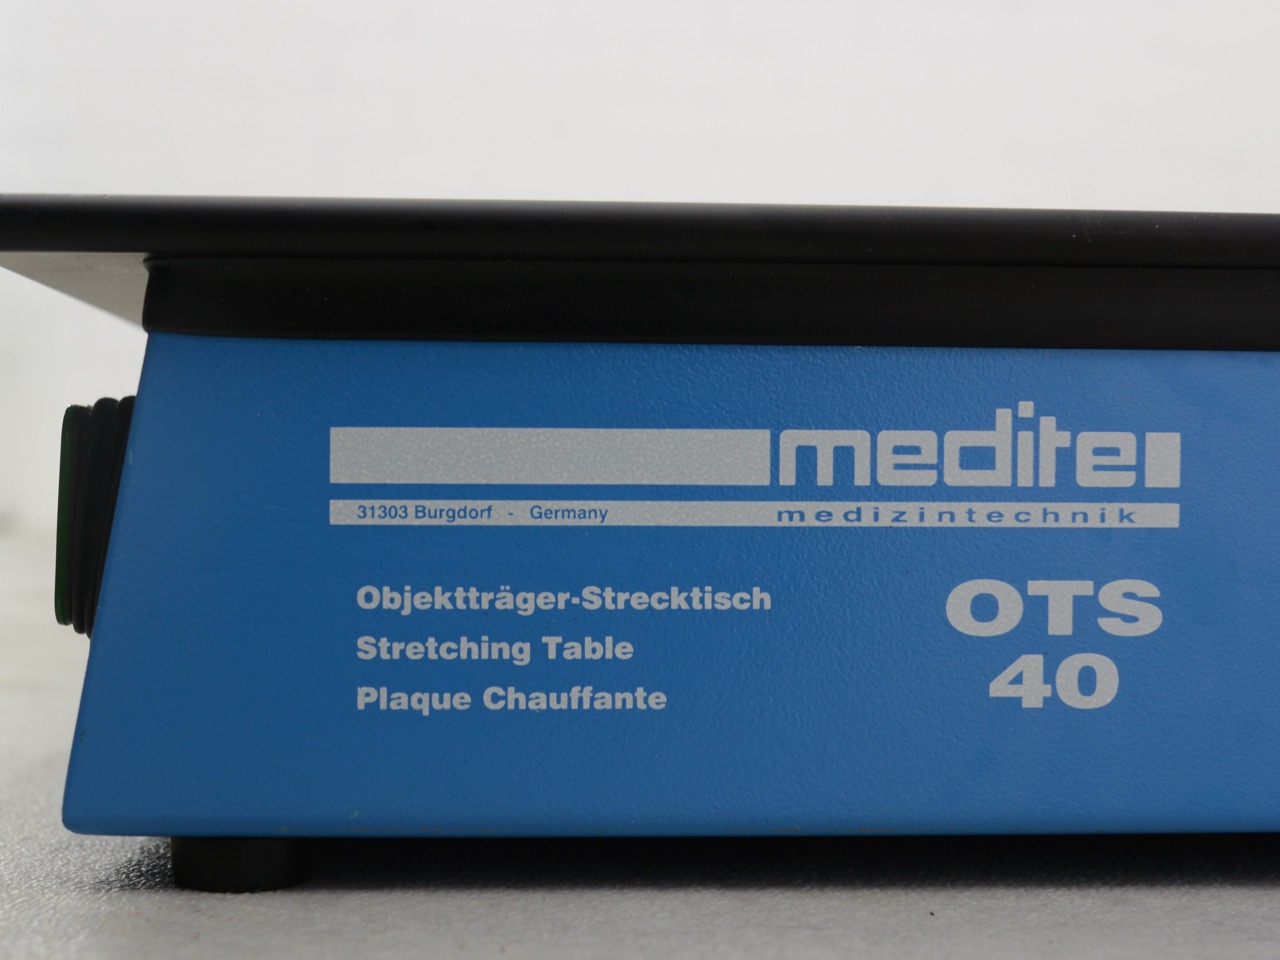 medite
31303 Burgdorf - Germany medizintechnik
Objektträger-Strecktisch
Stretching Table
Plaque Chauffante
OTS
40